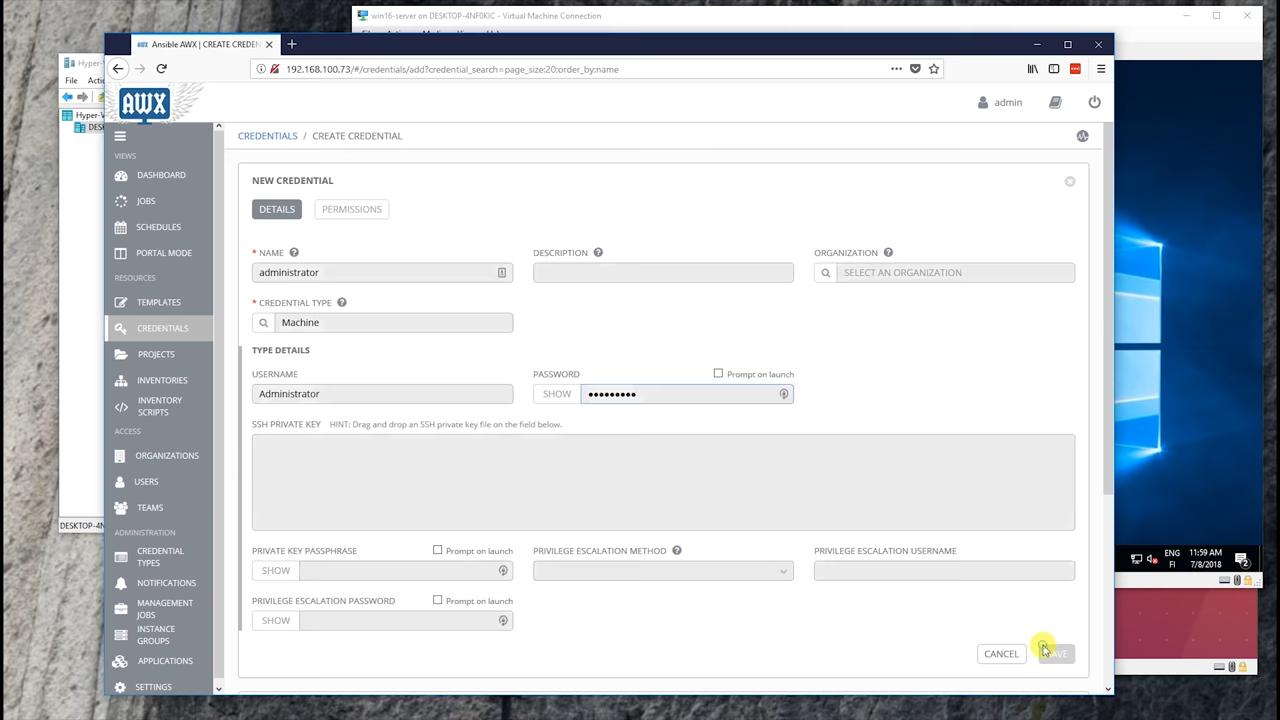 win16-server on DESKTOP-4NF0KIC - Virtual Machine Connection
Ansible AWX | CREATE CREDEN
Hyper-
File
192.168.100.73/#/credentials/add?credential_search=page_size:20;order_by:name
AWX
admin
Hyper-
DES
CREDENTIALS / CREATE CREDENTIAL
VIEWS
DASHBOARD
JOBS
SCHEDULES
PORTAL MODE
RESOURCES
TEMPLATES
CREDENTIALS
PROJECTS
INVENTORIES
INVENTORY
SCRIPTS
ACCESS
ORGANIZATIONS
USERS
TEAMS
ADMINISTRATION
CREDENTIAL
TYPES
NOTIFICATIONS
MANAGEMENT
JOBS
INSTANCE
GROUPS
APPLICATIONS
SETTINGS
NEW CREDENTIAL
DETAILS PERMISSIONS
* NAME DESCRIPTION ORGANIZATION
administrator SELECT AN ORGANIZATION
* CREDENTIAL TYPE
Machine
TYPE DETAILS
USERNAME PASSWORD Prompt on launch
Administrator SHOW •••••••••
SSH PRIVATE KEY HINT: Drag and drop an SSH private key file on the field below.
PRIVATE KEY PASSPHRASE Prompt on launch PRIVILEGE ESCALATION METHOD PRIVILEGE ESCALATION USERNAME
SHOW
PRIVILEGE ESCALATION PASSWORD Prompt on launch
SHOW
CANCEL SAVE
DESKTOP-4N
ENG
FI
11:59 AM
7/8/2018
2